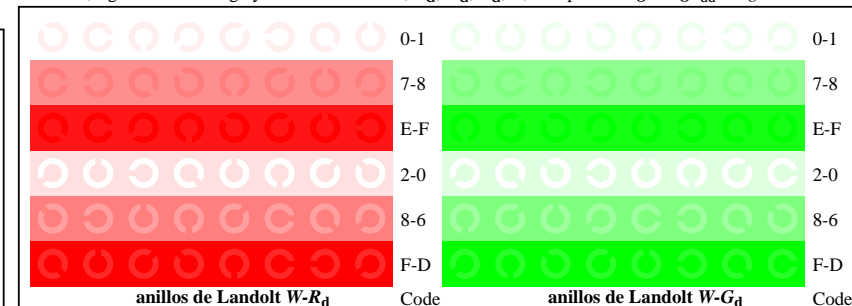 0-1 0-1
7-8 7-8
E-F E-F
2-0 2-0
8-6 8-6
F-D F-D
anillos de Landolt W-Rd Code anillos de Landolt W-Gd Code